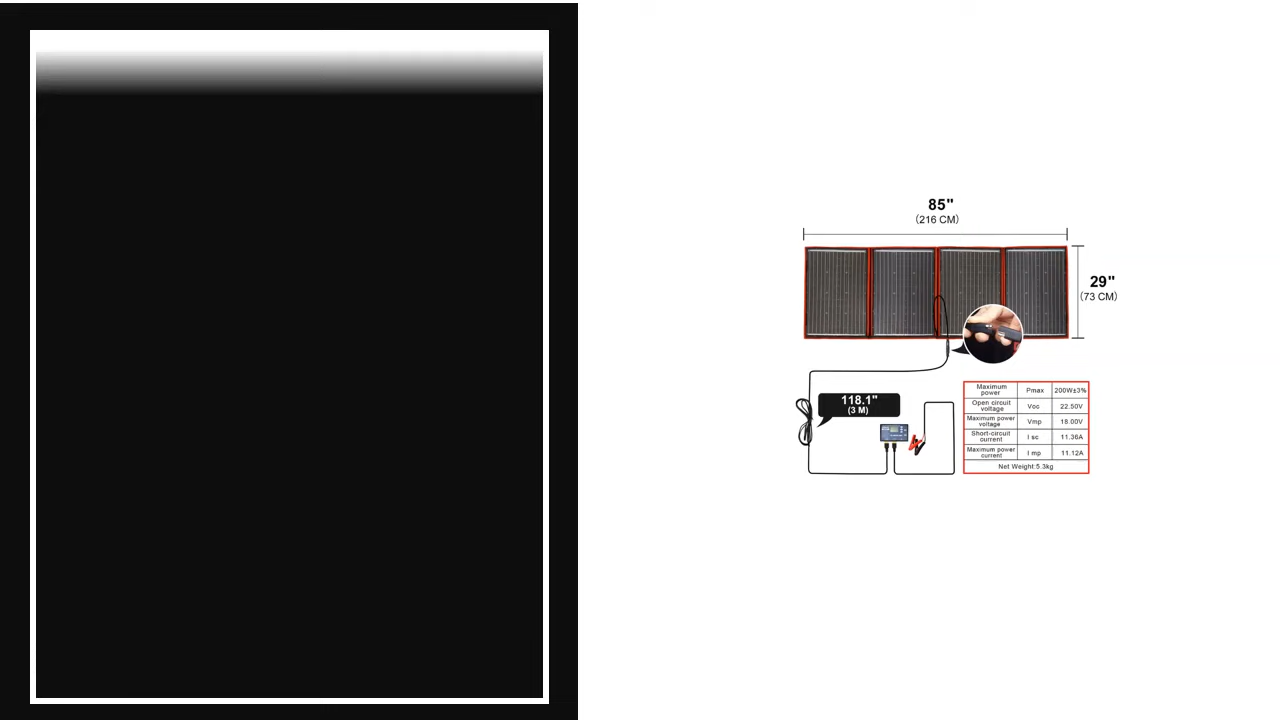 85"
(216 CM)
29"
(73 CM)
118.1"
(3 M)
Maximum
power
Pmax
200W±3%
Open circuit
voltage
Voc
22.50V
Maximum power
voltage
Vmp
18.00V
Short-circuit
current
I sc
11.36A
Maximum power
current
I mp
11.12A
Net Weight:5.3kg